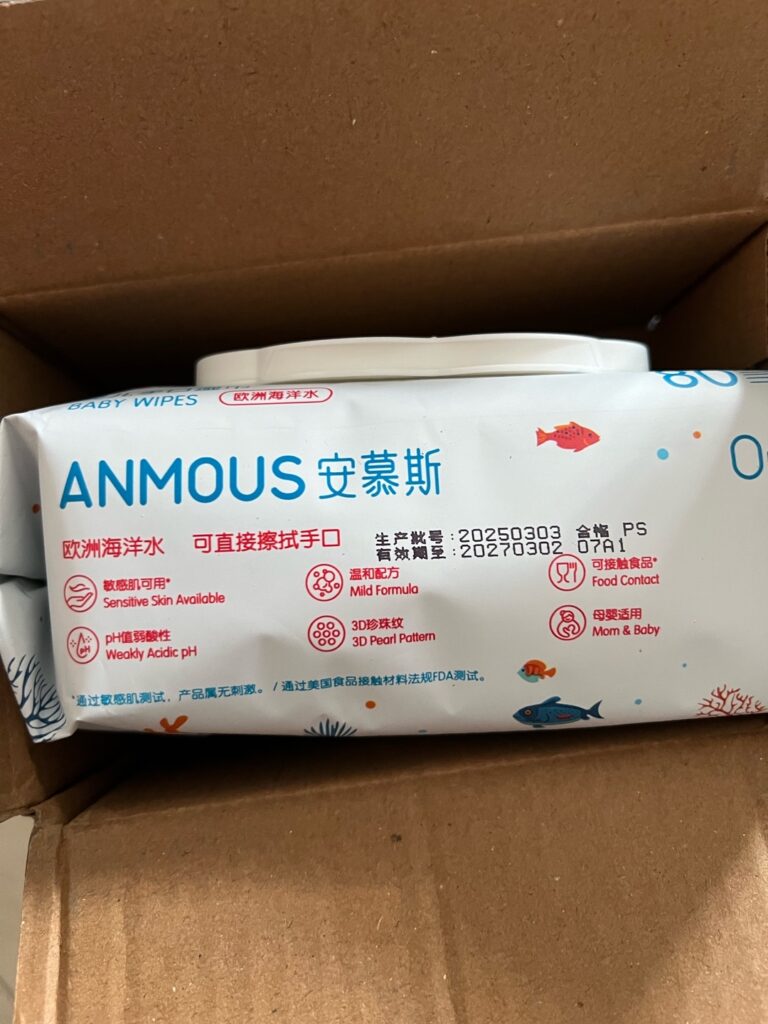 BABY WIPES 欧洲海洋水
80
ANMOUS 安慕斯
欧洲海洋水 可直接擦拭手口
生产批号:20250303 合格 PS
有效期至:20270302 07A1
敏感肌可用*
Sensitive Skin Available
温和配方
Mild Formula
可接触食品*
Food Contact
pH值弱酸性
Weakly Acidic pH
3D珍珠纹
3D Pearl Pattern
母婴适用
Mom & Baby
*通过敏感肌测试,产品属无刺激。/通过美国食品接触材料法规FDA测试。